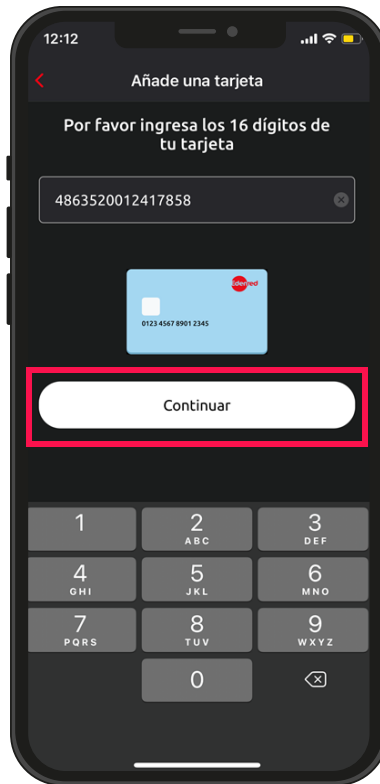 12:12
Añade una tarjeta
Por favor ingresa los 16 dígitos de
tu tarjeta
4863520012417858
Edenred
0123 4567 8901 2345
Continuar
1 2 3
ABC DEF
4 5 6
GHI JKL MNO
7 8 9
PQRS TUV WXYZ
0